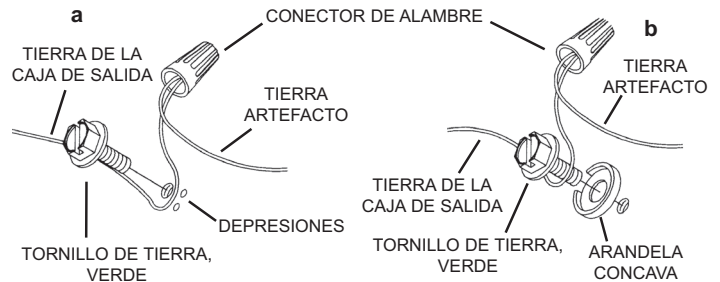 a
CONECTOR DE ALAMBRE
b
TIERRA DE LA
CAJA DE SALIDA
TIERRA
ARTEFACTO
TIERRA
ARTEFACTO
DEPRESIONES
TORNILLO DE TIERRA,
VERDE
TIERRA DE LA
CAJA DE SALIDA
TORNILLO DE TIERRA,
VERDE
ARANDELA
CONCAVA